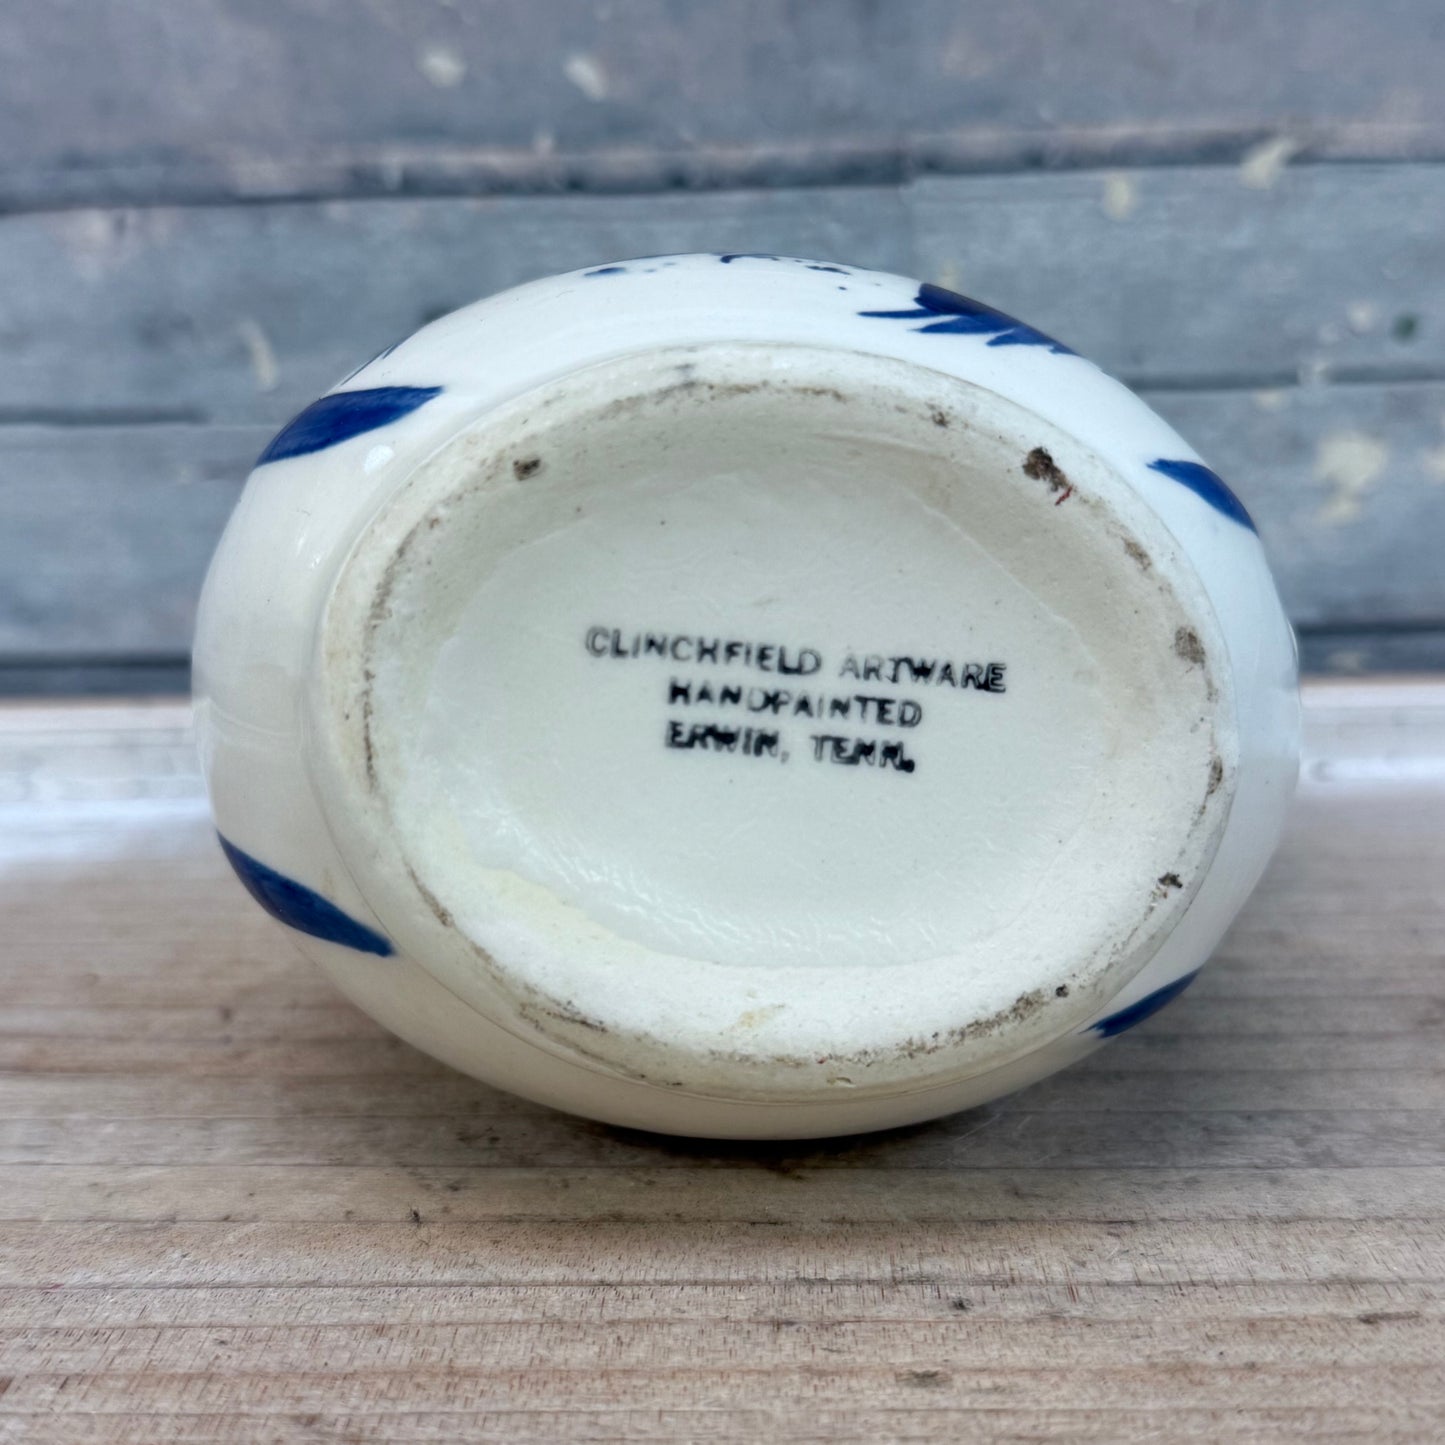 CLINCHFIELD ARTWARE
HANDPAINTED
ERWIN, TENN.